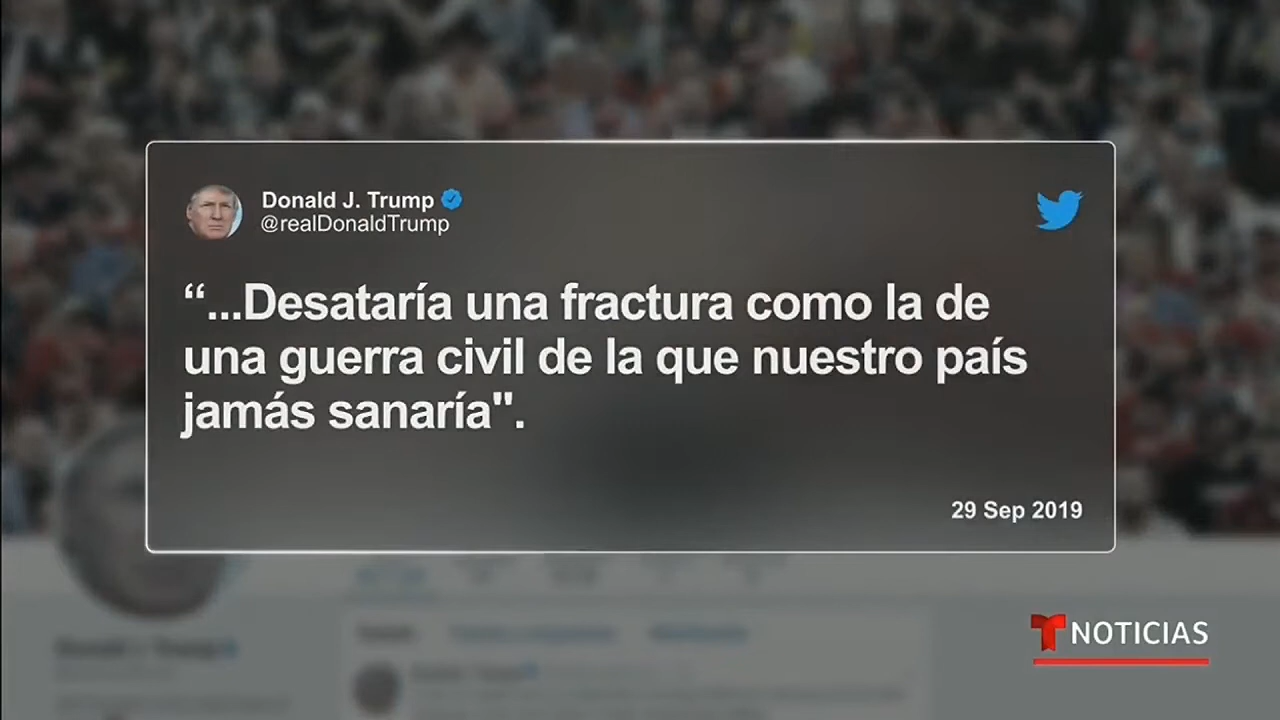 Donald J. Trump
@realDonaldTrump
“...Desataría una fractura como la de
una guerra civil de la que nuestro país
jamás sanaría".
29 Sep 2019
NOTICIAS